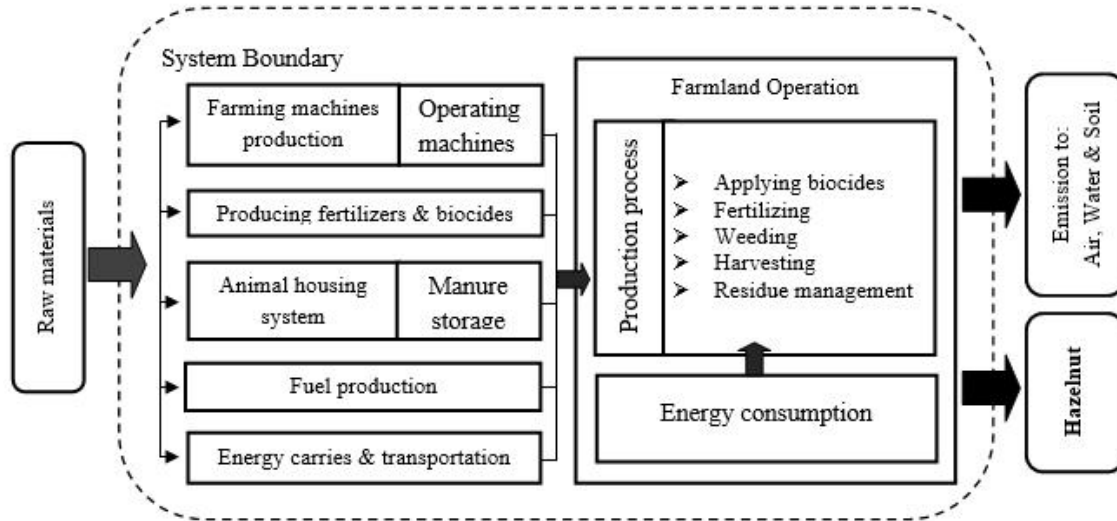 System Boundary
Raw materials
Farming machines
production
Operating
machines
Producing fertilizers & biocides
Animal housing
system
Manure
storage
Fuel production
Energy carries & transportation
Farmland Operation
Production process
Applying biocides
Fertilizing
Weeding
Harvesting
Residue management
Energy consumption
Emission to:
Air, Water & Soil
Hazelnut